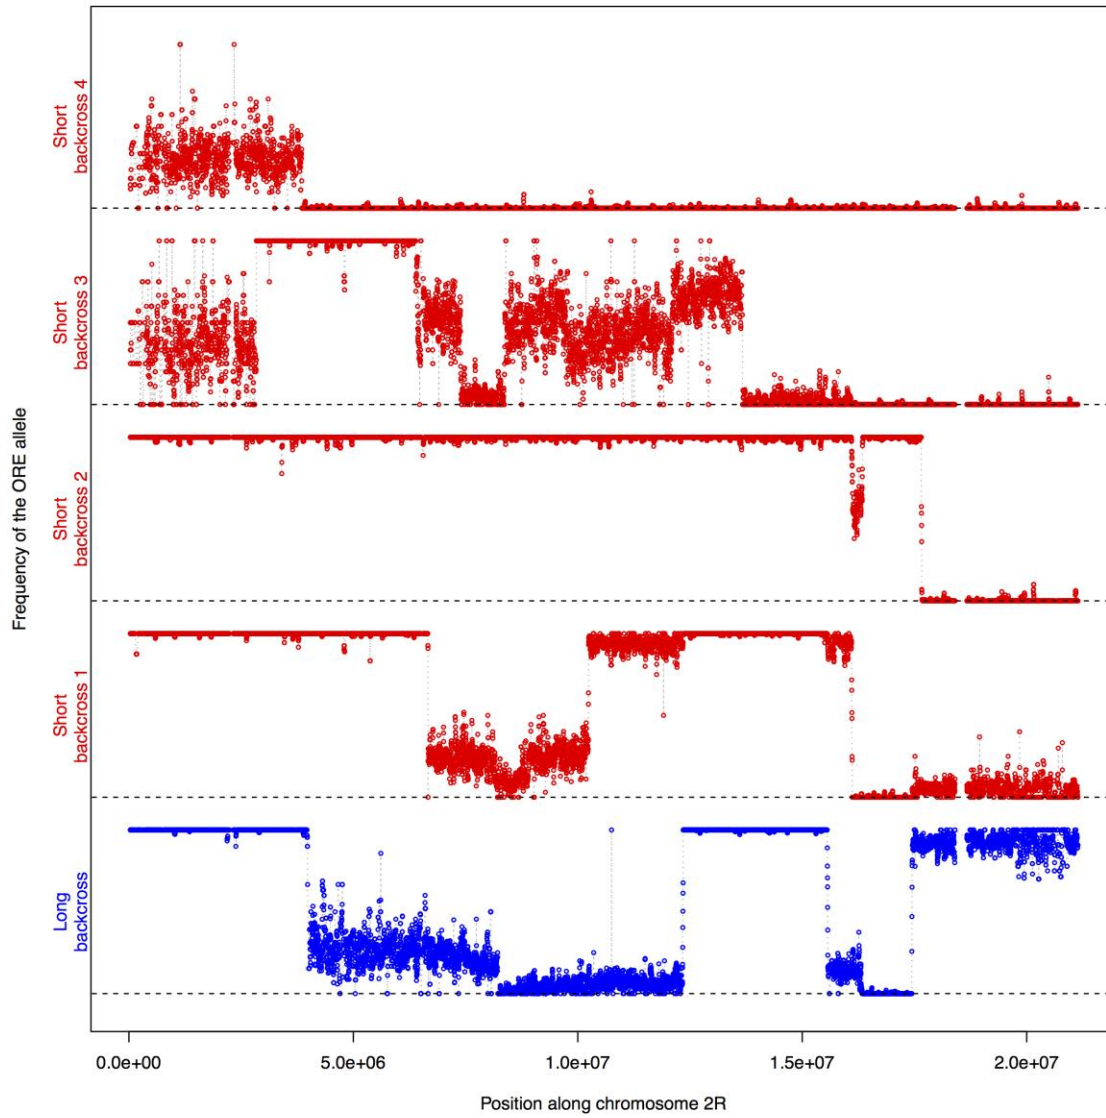 Short
backcross 4
Short
backcross 3
Short
backcross 2
Short
backcross 1
Long
backcross
Frequency of the ORE allele
0.0e+00
5.0e+06
1.0e+07
1.5e+07
2.0e+07
Position along chromosome 2R